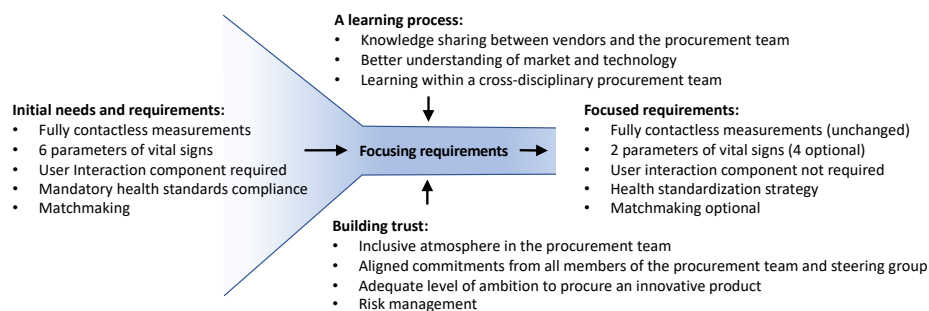 A learning process:
• Knowledge sharing between vendors and the procurement team
• Better understanding of market and technology
• Learning within a cross-disciplinary procurement team
Initial needs and requirements:
• Fully contactless measurements
• 6 parameters of vital signs
• User Interaction component required
• Mandatory health standards compliance
• Matchmaking
Focusing requirements
Focused requirements:
• Fully contactless measurements (unchanged)
• 2 parameters of vital signs (4 optional)
• User interaction component not required
• Health standardization strategy
• Matchmaking optional
Building trust:
• Inclusive atmosphere in the procurement team
• Aligned commitments from all members of the procurement team and steering group
• Adequate level of ambition to procure an innovative product
• Risk management